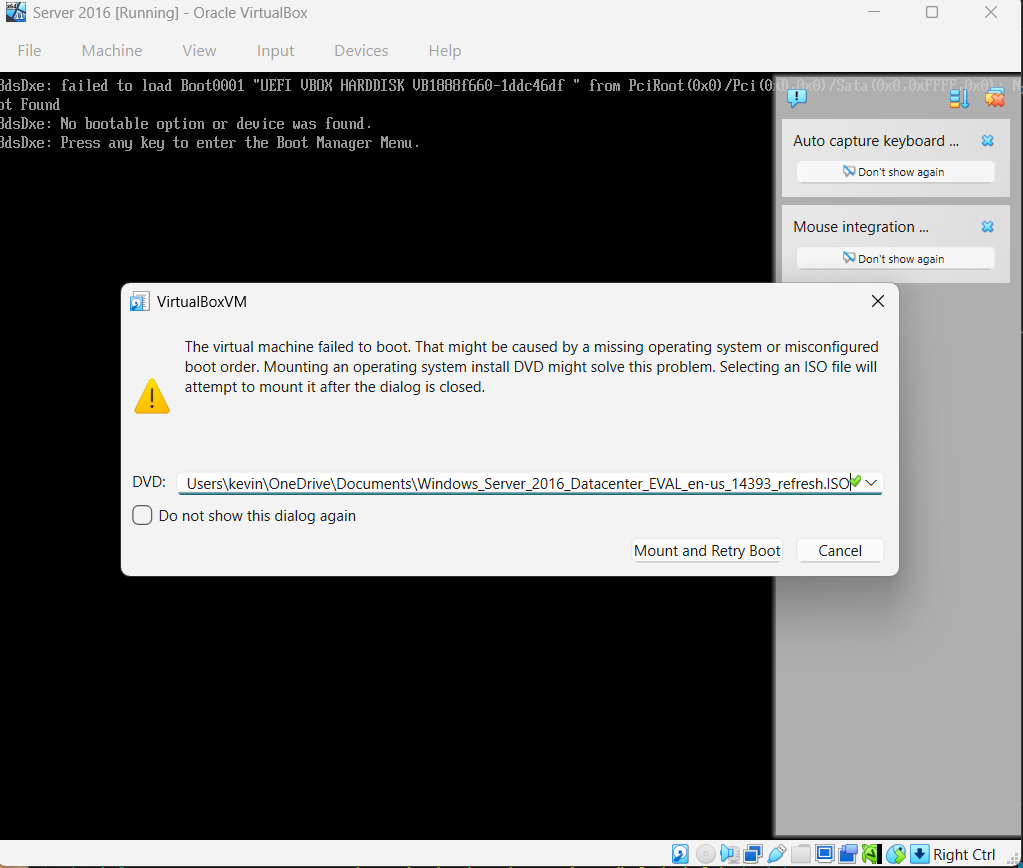 Server 2016 [Running] - Oracle VirtualBox
File Machine View Input Devices Help
BdsDxe: failed to load Boot0001 "UEFI VBOX HARDDISK VB1888f660-1ddc46df " from PciRoot(0x0)/Pci(0xD,0x0)/Sata(0x0,0xFFFF,0x0)
ot Found
BdsDxe: No bootable option or device was found.
BdsDxe: Press any key to enter the Boot Manager Menu.
Auto capture keyboard ...
Don't show again
Mouse integration ...
Don't show again
VirtualBoxVM
The virtual machine failed to boot. That might be caused by a missing operating system or misconfigured
boot order. Mounting an operating system install DVD might solve this problem. Selecting an ISO file will
attempt to mount it after the dialog is closed.
DVD: Users\kevin\OneDrive\Documents\Windows_Server_2016_Datacenter_EVAL_en-us_14393_refresh.ISO
Do not show this dialog again
Mount and Retry Boot Cancel
Right Ctrl